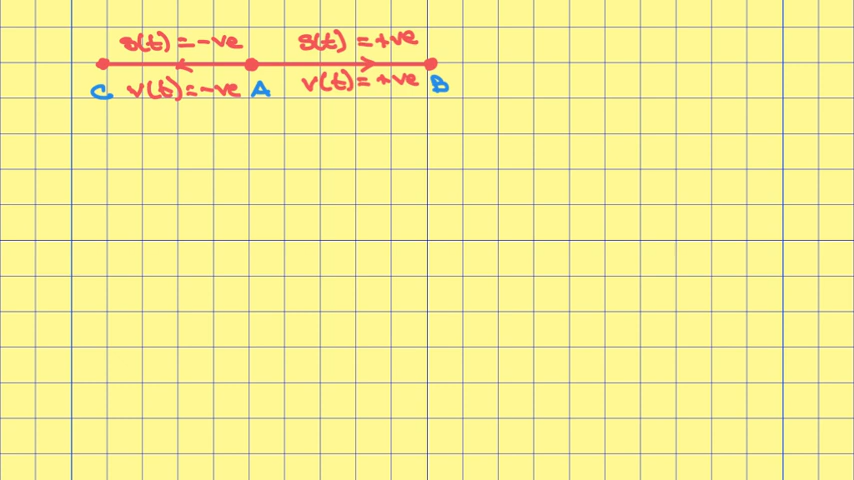 s(t) = -ve s(t) = +ve
C v(t) = -ve A v(t) = +ve B